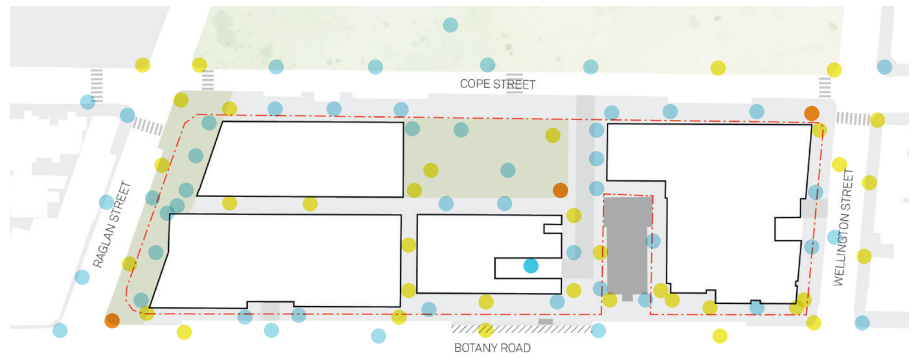 COPE STREET
RAGLAN STREET
WELLINGTON STREET
BOTANY ROAD